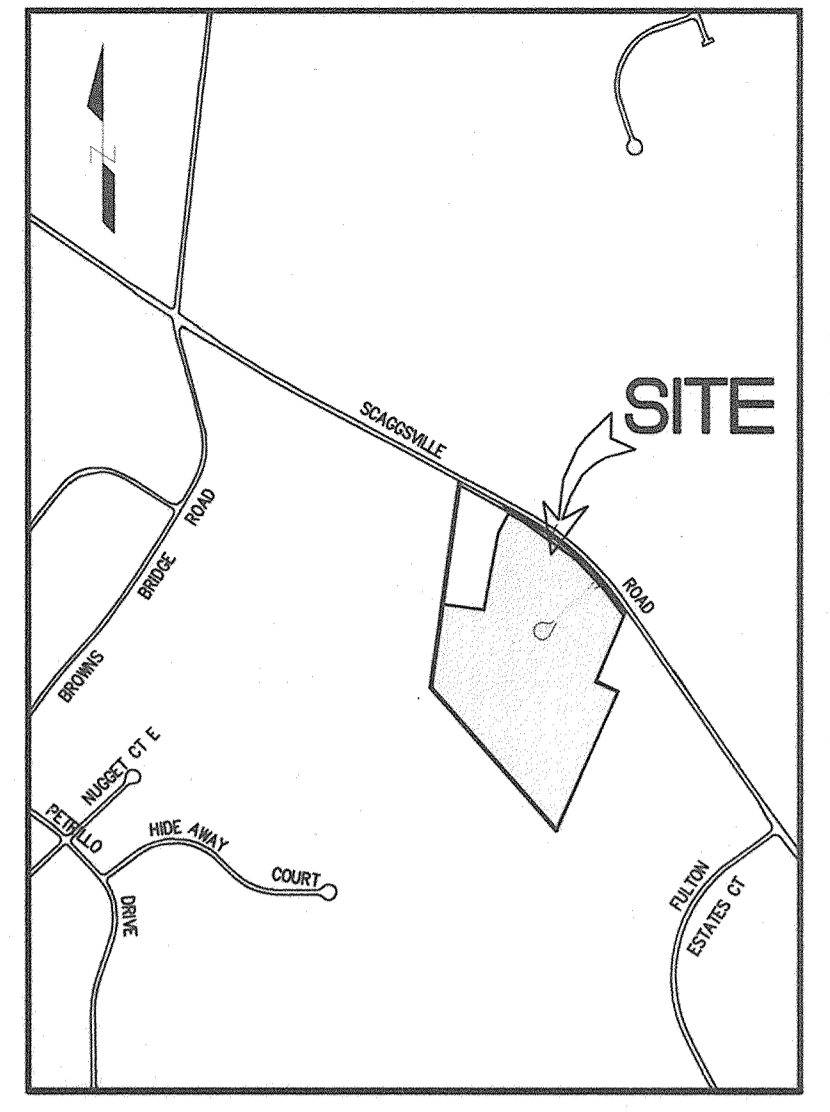 N
SITE
SCAGGSVILLE
ROAD
ROAD
BRIDGE
BROWNS
NUGGET CT E
PETRILLO
DRIVE
HIDE AWAY
COURT
FULTON
ESTATES CT